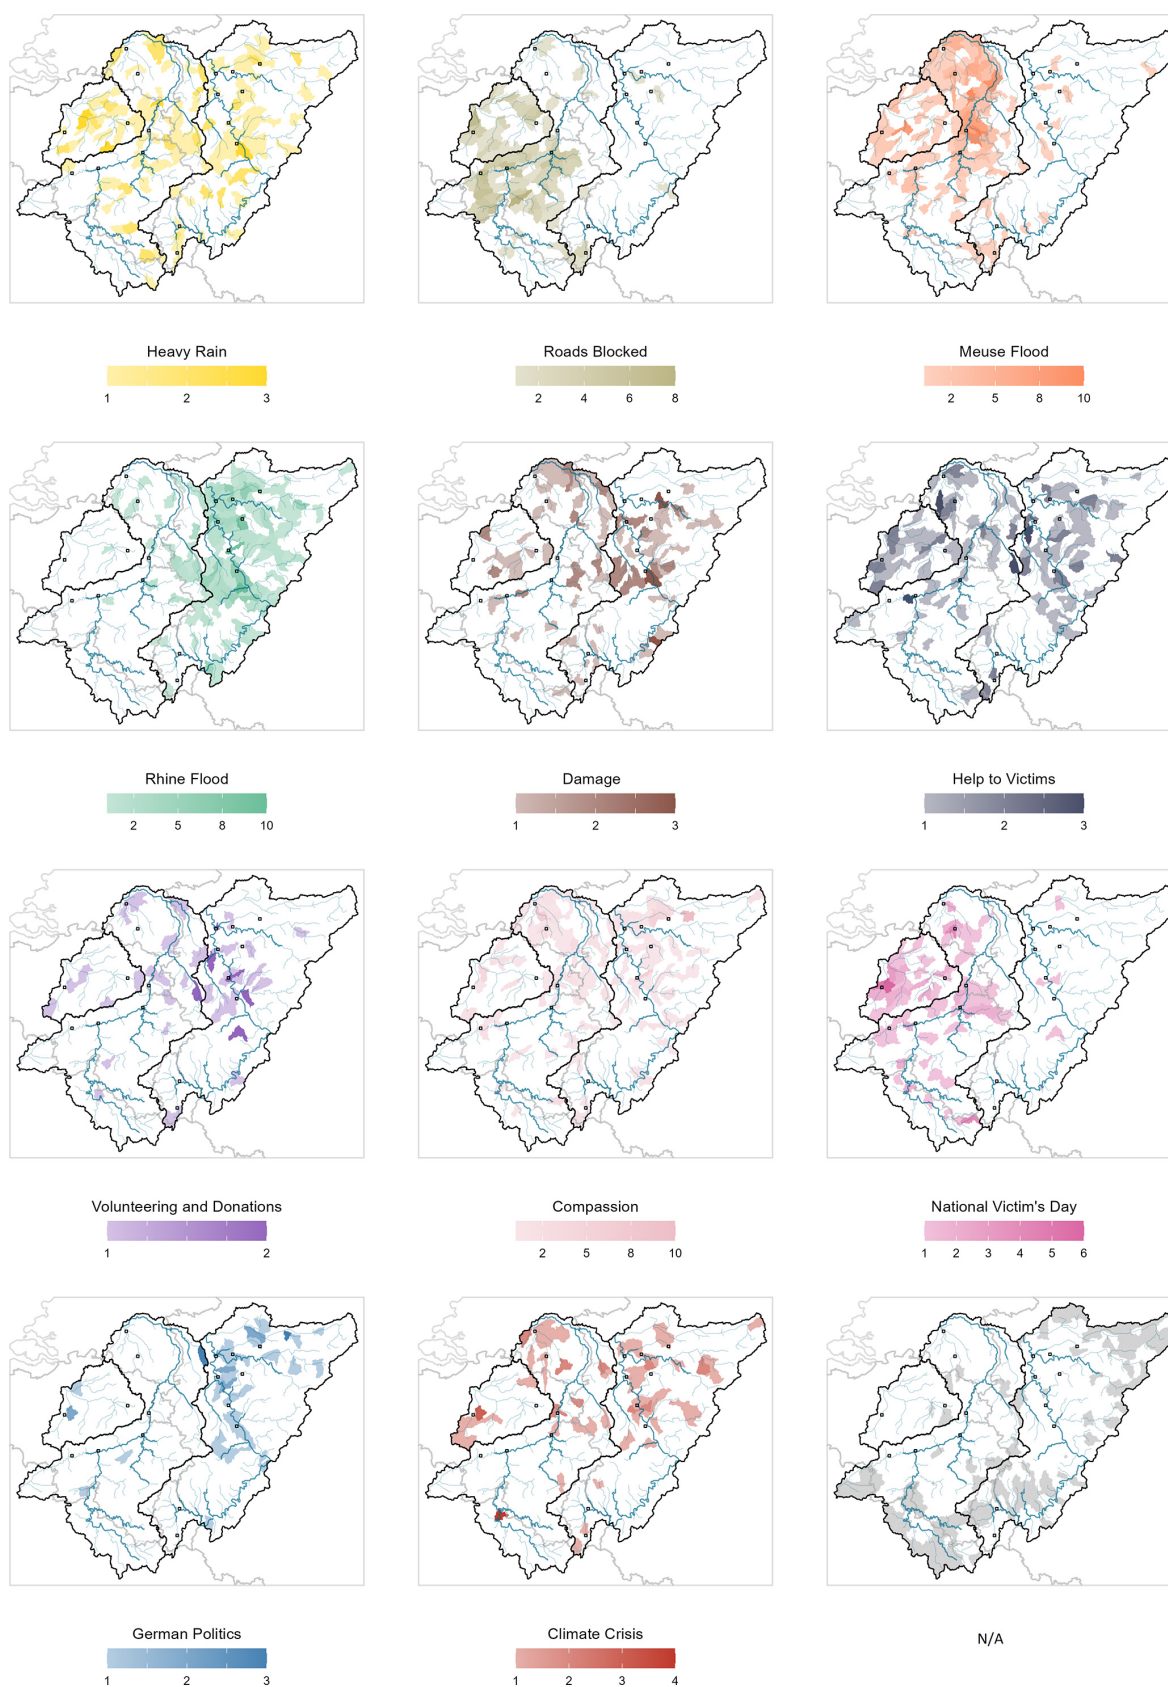 Heavy Rain
1 2 3
Roads Blocked
2 4 6 8
Meuse Flood
2 5 8 10
Rhine Flood
2 5 8 10
Damage
1 2 3
Help to Victims
1 2 3
Volunteering and Donations
1 2
Compassion
2 5 8 10
National Victim's Day
1 2 3 4 5 6
German Politics
1 2 3
Climate Crisis
1 2 3 4
N/A